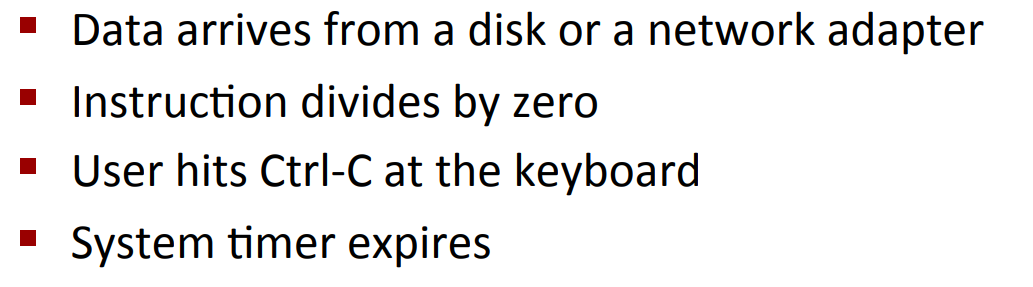 Data arrives from a disk or a network adapter
Instruction divides by zero
User hits Ctrl-C at the keyboard
System timer expires